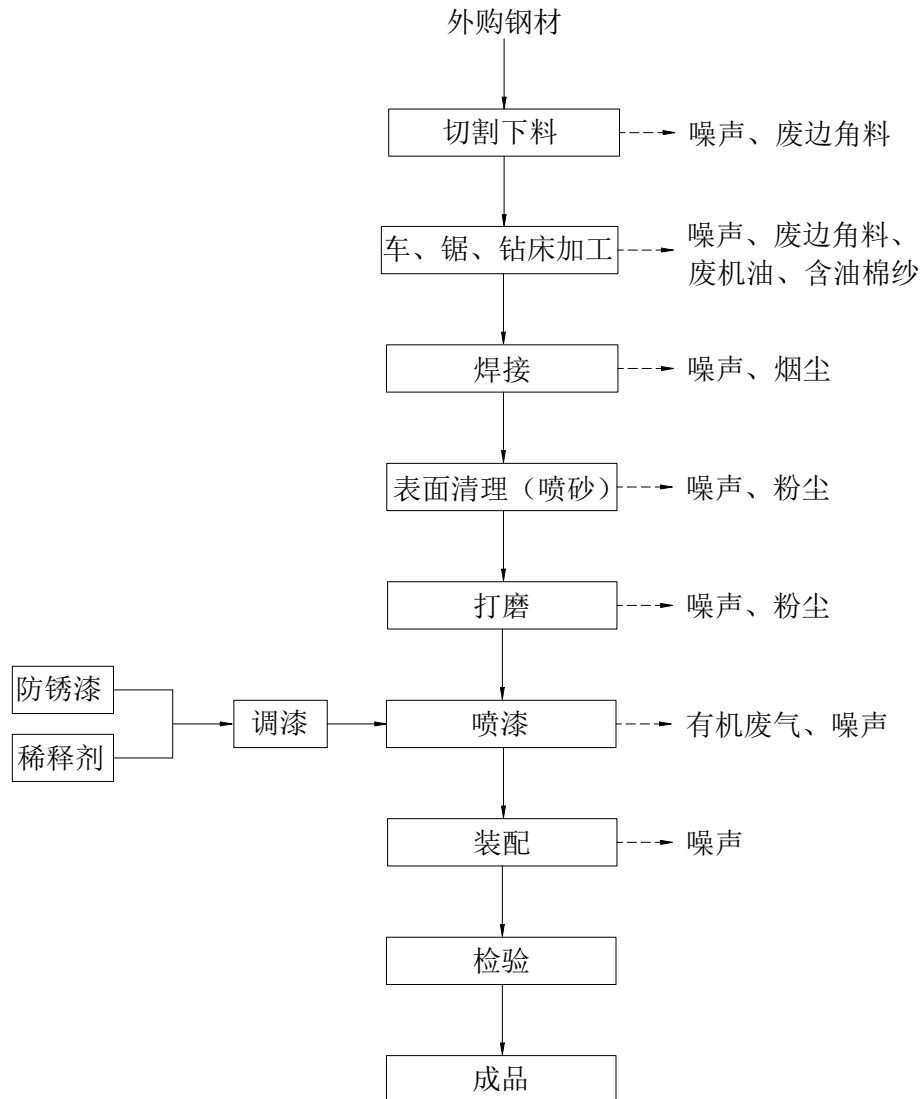 外购钢材
切割下料
噪声、废边角料
车、锯、钻床加工
噪声、废边角料、
废机油、含油棉纱
焊接
噪声、烟尘
表面清理（喷砂）
噪声、粉尘
打磨
噪声、粉尘
防锈漆
稀释剂
调漆
喷漆
有机废气、噪声
装配
噪声
检验
成品